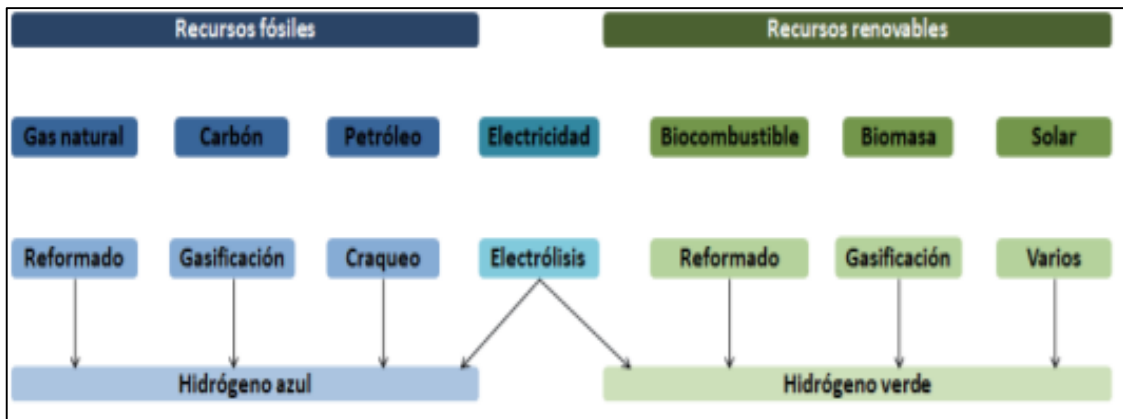 Recursos fósiles
Recursos renovables
Gas natural
Carbón
Petróleo
Electricidad
Biocombustible
Biomasa
Solar
Reformado
Gasificación
Craqueo
Electrólisis
Reformado
Gasificación
Varios
Hidrógeno azul
Hidrógeno verde